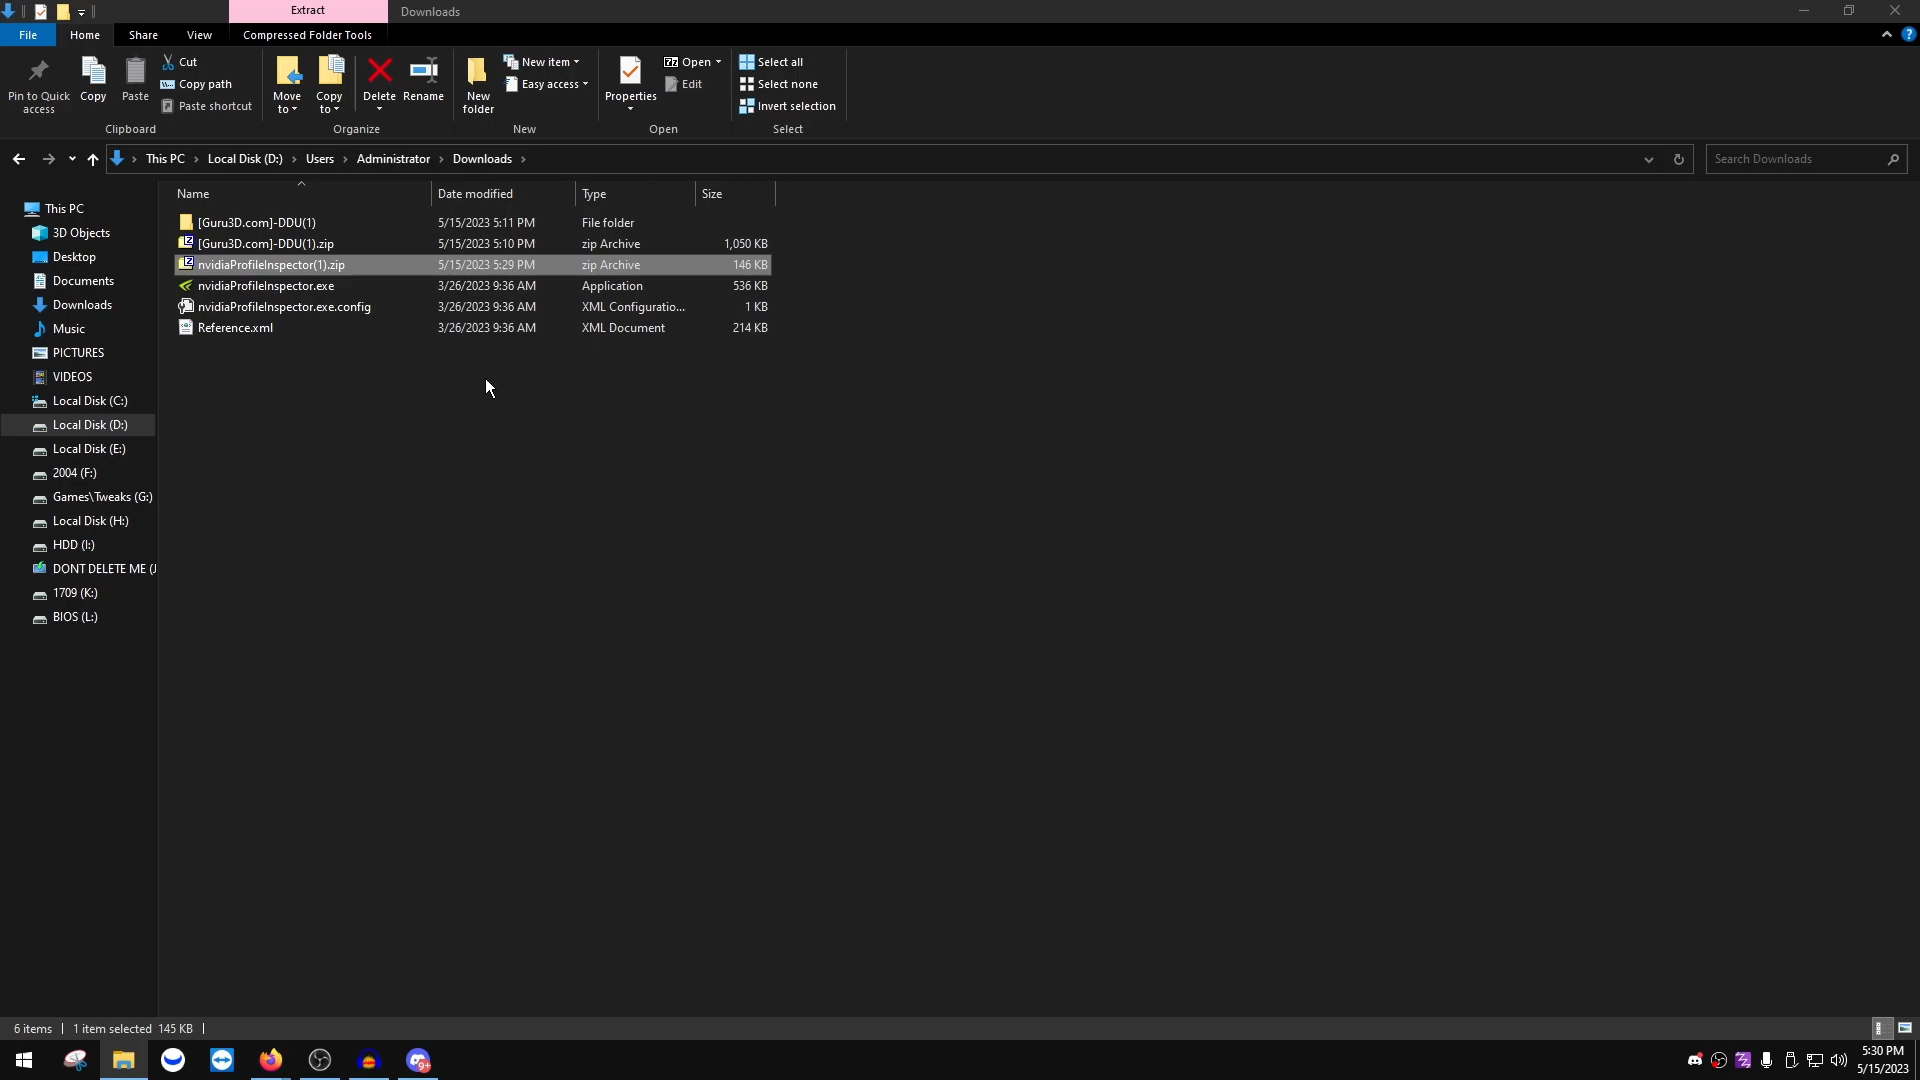 Extract
Downloads
File
Home
Share
View
Compressed Folder Tools
Pin to Quick access
Copy
Paste
Cut
Copy path
Paste shortcut
Move to
Copy to
Delete
Rename
New folder
New item
Easy access
Properties
Open
Edit
Select all
Select none
Invert selection
Clipboard
Organize
New
Open
Select
This PC
Local Disk (D:)
Users
Administrator
Downloads
Search Downloads
Name
Date modified
Type
Size
[Guru3D.com]-DDU(1) 5/15/2023 5:11 PM File folder
[Guru3D.com]-DDU(1).zip 5/15/2023 5:10 PM zip Archive 1,050 KB
nvidiaProfileInspector(1).zip 5/15/2023 5:29 PM zip Archive 146 KB
nvidiaProfileInspector.exe 3/26/2023 9:36 AM Application 536 KB
nvidiaProfileInspector.exe.config 3/26/2023 9:36 AM XML Configuratio... 1 KB
Reference.xml 3/26/2023 9:36 AM XML Document 214 KB
This PC
3D Objects
Desktop
Documents
Downloads
Music
PICTURES
VIDEOS
Local Disk (C:)
Local Disk (D:)
Local Disk (E:)
2004 (F:)
Games\Tweaks (G:)
Local Disk (H:)
HDD (I:)
DONT DELETE ME (J
1709 (K:)
BIOS (L:)
6 items
1 item selected 145 KB
9+
5:30 PM
5/15/2023